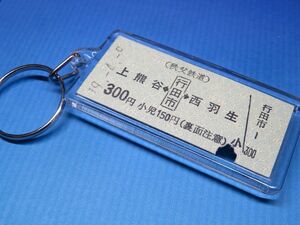 (秩父鉄道)
上熊谷⇔行田市⇔西羽生
300円 小児150円(裏面注意)
行田市ー
小 300